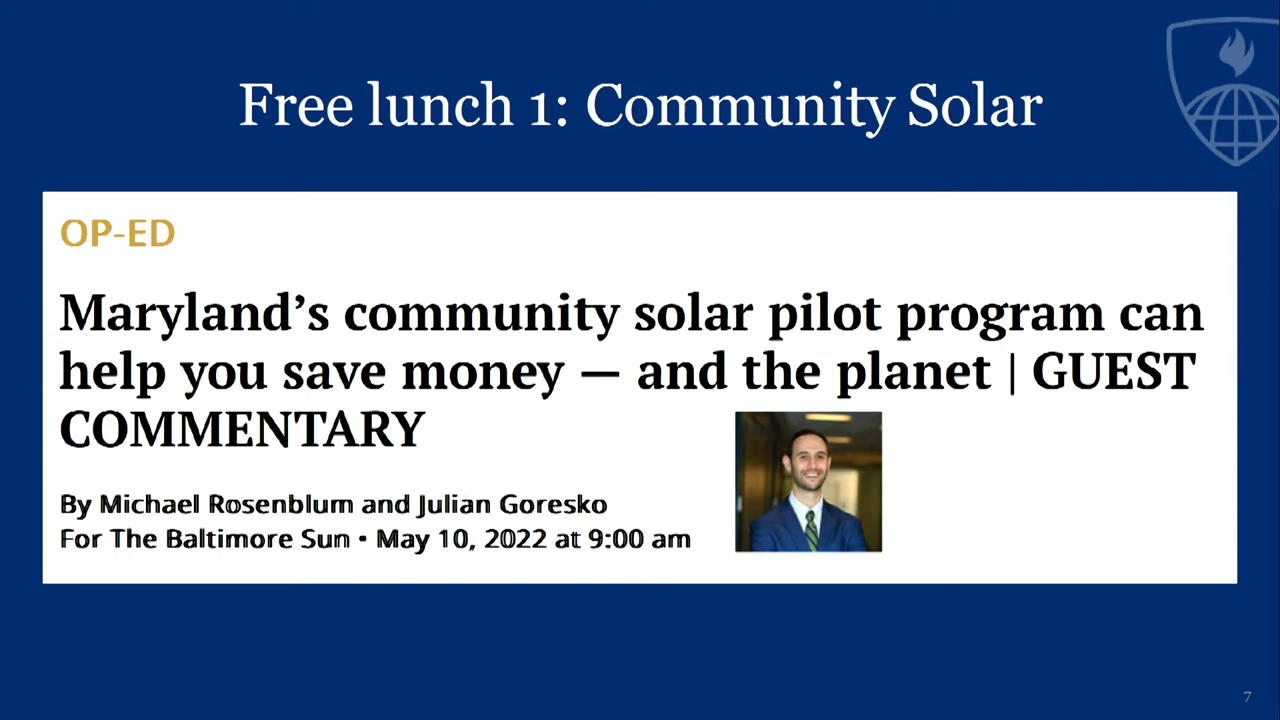 Free lunch 1: Community Solar
OP-ED
Maryland’s community solar pilot program can
help you save money — and the planet | GUEST
COMMENTARY
By Michael Rosenblum and Julian Goresko
For The Baltimore Sun • May 10, 2022 at 9:00 am
7